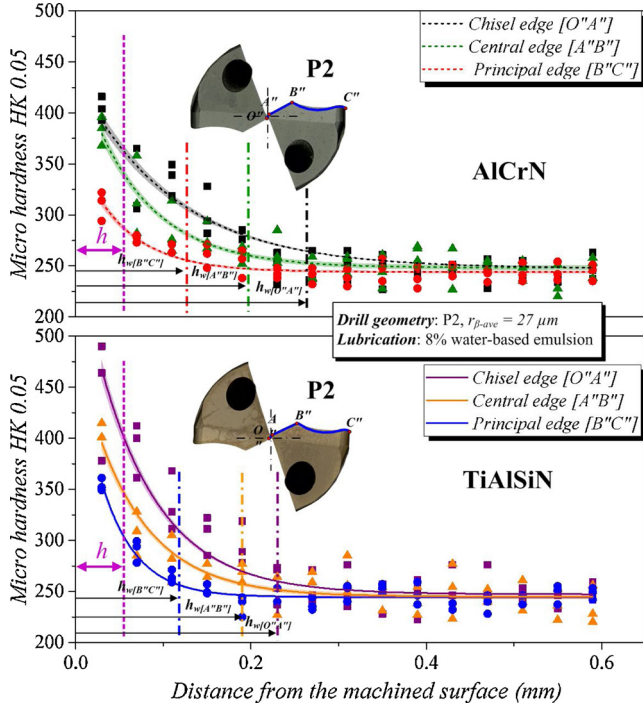 Micro hardness HK 0.05
450
400
350
300
250
200
Chisel edge [O"A"]
Central edge [A"B"]
Principal edge [B"C"]
P2
A"
B"
C"
O"
AlCrN
h
hw[B"C"]
hw[A"B"]
hw[O"A"]
Drill geometry: P2, rβ-ave = 27 µm
Lubrication: 8% water-based emulsion
Micro hardness HK 0.05
500
450
400
350
300
250
200
Chisel edge [O"A"]
Central edge [A"B"]
Principal edge [B"C"]
P2
A
"
B"
C"
O
"
TiAlSiN
h
hw[B"C"]
hw[A"B"]
hw[O"A"]
0.0
0.2
0.4
0.6
Distance from the machined surface (mm)